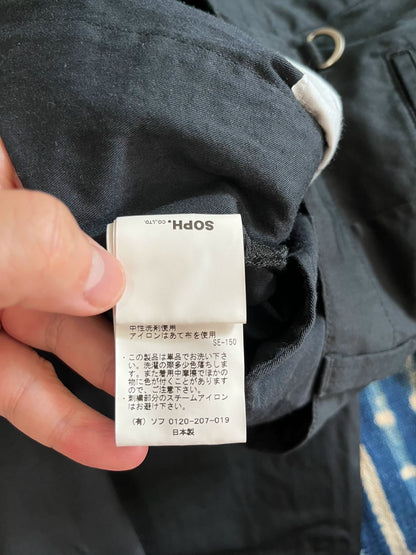 SOPH.
CO.,LTD.
中性洗剤使用
アイロンはあて布を使用
SE-150
・この製品は単品でお洗い下さ
い。洗濯の際多少色落ちしま
す。また着用中摩擦でほかの
物に色が付くことがあります
ので、ご注意下さい。
・刺繍部分のスチームアイロン
はお避け下さい。
(有) ソフ 0120-207-019
日本製